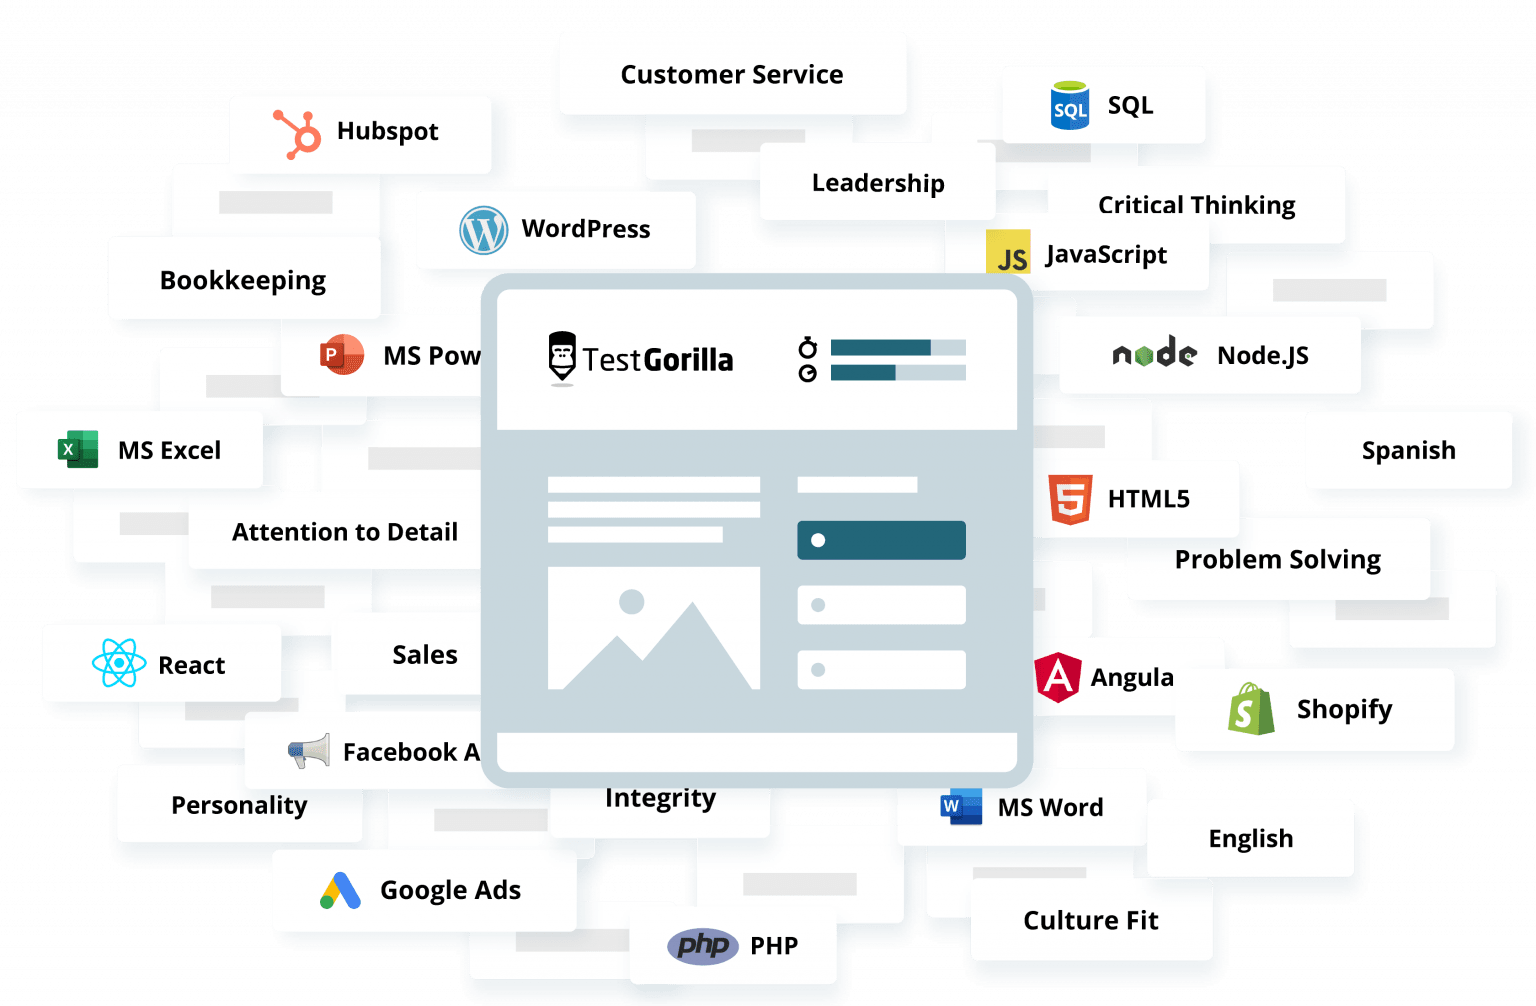 Customer Service
SQL
SQL
Hubspot
Leadership
Critical Thinking
WordPress
JS
JavaScript
Bookkeeping
P
MS Pow
TestGorilla
node
Node.JS
X
MS Excel
Spanish
5
HTML5
Attention to Detail
Problem Solving
React
Sales
A
Angula
S
Shopify
Facebook A
Personality
Integrity
W
MS Word
English
Google Ads
Culture Fit
php
PHP